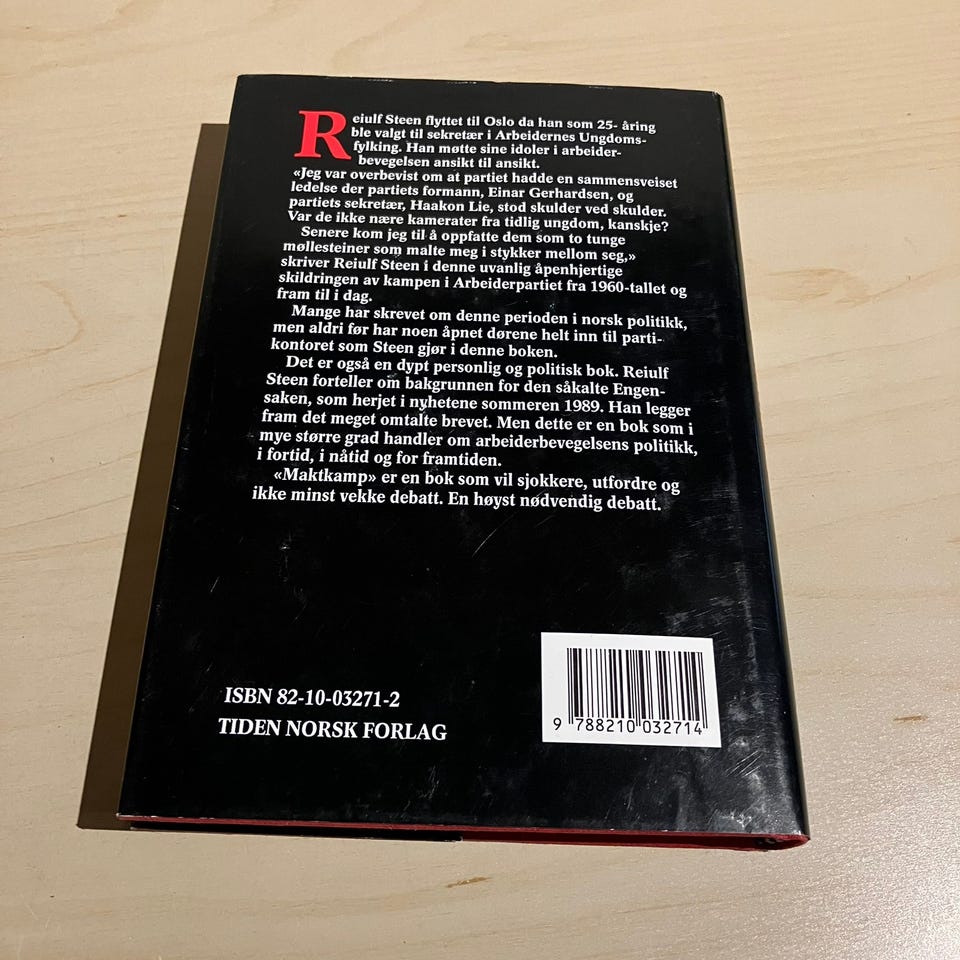 Reiulf Steen flyttet til Oslo da han som 25- åring
ble valgt til sekretær i Arbeidernes Ungdoms-
fylking. Han møtte sine idoler i arbeider-
bevegelsen ansikt til ansikt.
«Jeg var overbevist om at partiet hadde en sammensveiset
ledelse der partiets formann, Einar Gerhardsen, og
partiets sekretær, Haakon Lie, stod skulder ved skulder.
Var de ikke nære kamerater fra tidlig ungdom, kanskje?
Senere kom jeg til å oppfatte dem som to tunge
møllesteiner som malte meg i stykker mellom seg,»
skriver Reiulf Steen i denne uvanlig åpenhjertige
skildringen av kampen i Arbeiderpartiet fra 1960-tallet og
fram til i dag.
Mange har skrevet om denne perioden i norsk politikk,
men aldri før har noen åpnet dørene helt inn til parti-
kontoret som Steen gjør i denne boken.
Det er også en dypt personlig og politisk bok. Reiulf
Steen forteller om bakgrunnen for den såkalte Engen-
saken, som herjet i nyhetene sommeren 1989. Han legger
fram det meget omtalte brevet. Men dette er en bok som i
mye større grad handler om arbeiderbevegelsens politikk,
i fortid, i nåtid og for framtiden.
«Maktkamp» er en bok som vil sjokkere, utfordre og
ikke minst vekke debatt. En høyst nødvendig debatt.
ISBN 82-10-03271-2
TIDEN NORSK FORLAG
9 788210 032714